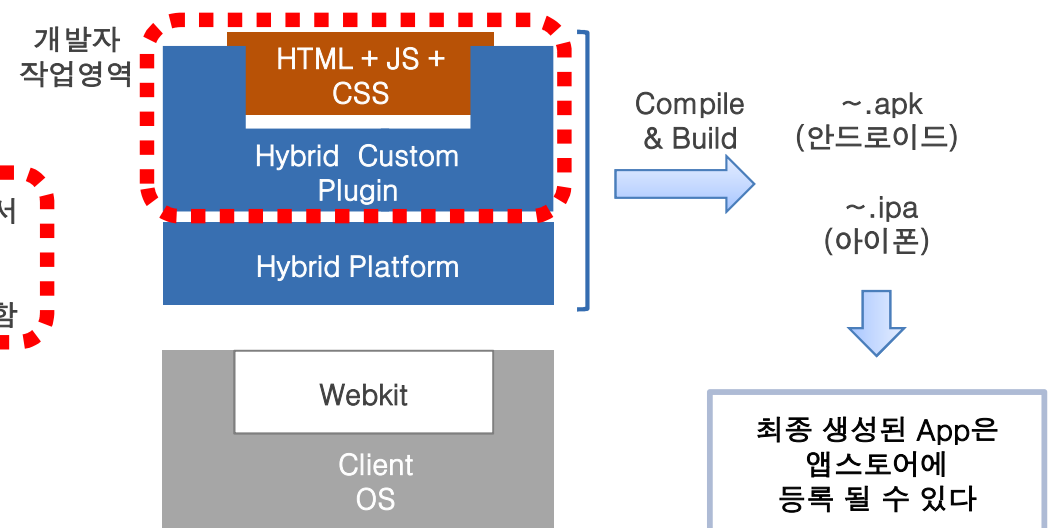 개발자
작업영역
HTML + JS +
CSS
Hybrid Custom
Plugin
Hybrid Platform
Webkit
Client
OS
서
함
Compile
& Build
~.apk
(안드로이드)
~.ipa
(아이폰)
최종 생성된 App은
앱스토어에
등록 될 수 있다